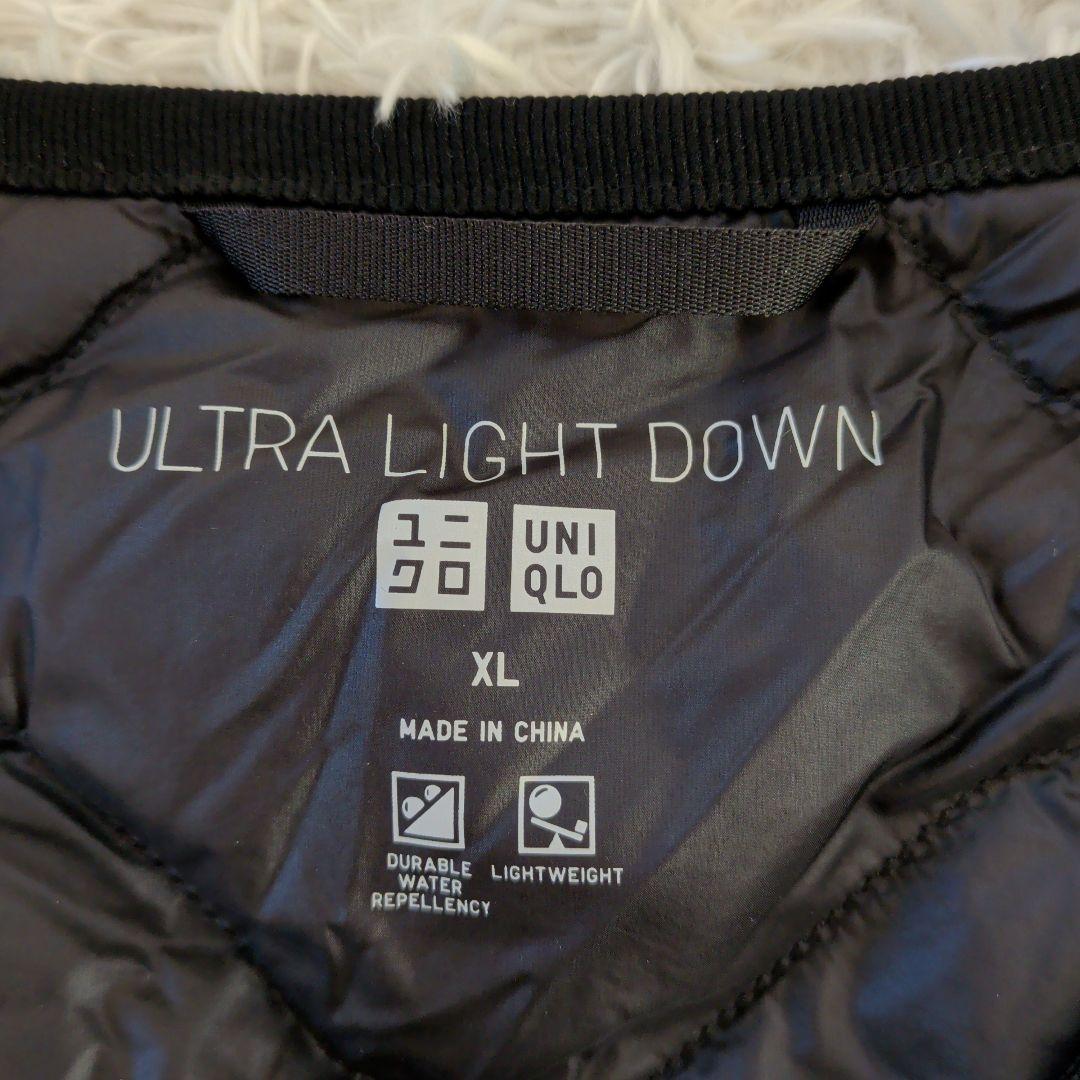 ULTRA LIGHT DOWN
ユニ
クロ
UNI
QLO
XL
MADE IN CHINA
DURABLE
WATER
REPELLENCY
LIGHTWEIGHT